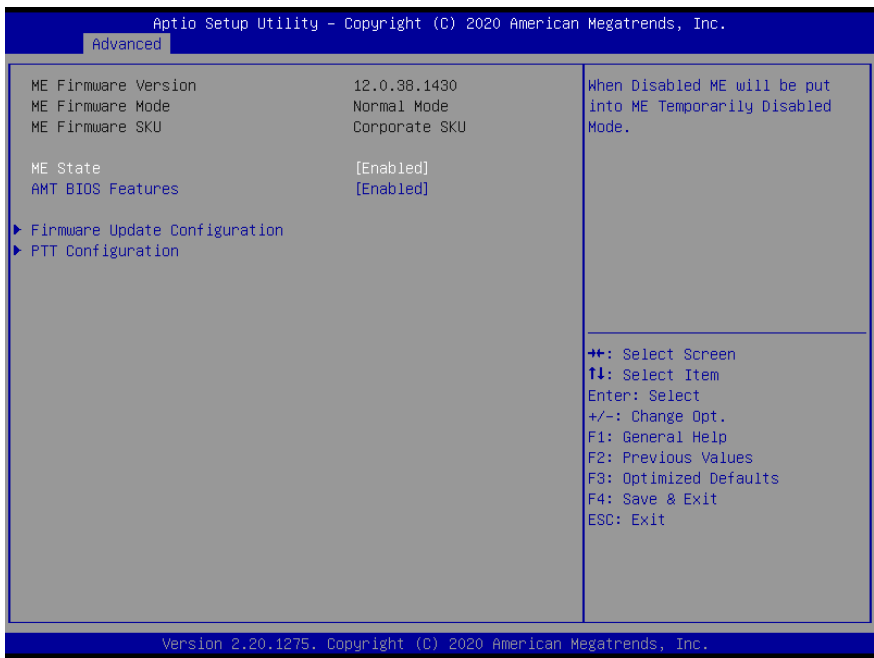 Aptio Setup Utility – Copyright (C) 2020 American Megatrends, Inc.
Advanced
ME Firmware Version 12.0.38.1430
ME Firmware Mode Normal Mode
ME Firmware SKU Corporate SKU
ME State [Enabled]
AMT BIOS Features [Enabled]
Firmware Update Configuration
PTT Configuration
When Disabled ME will be put
into ME Temporarily Disabled
Mode.
→←: Select Screen
↑↓: Select Item
Enter: Select
+/-: Change Opt.
F1: General Help
F2: Previous Values
F3: Optimized Defaults
F4: Save & Exit
ESC: Exit
Version 2.20.1275. Copyright (C) 2020 American Megatrends, Inc.